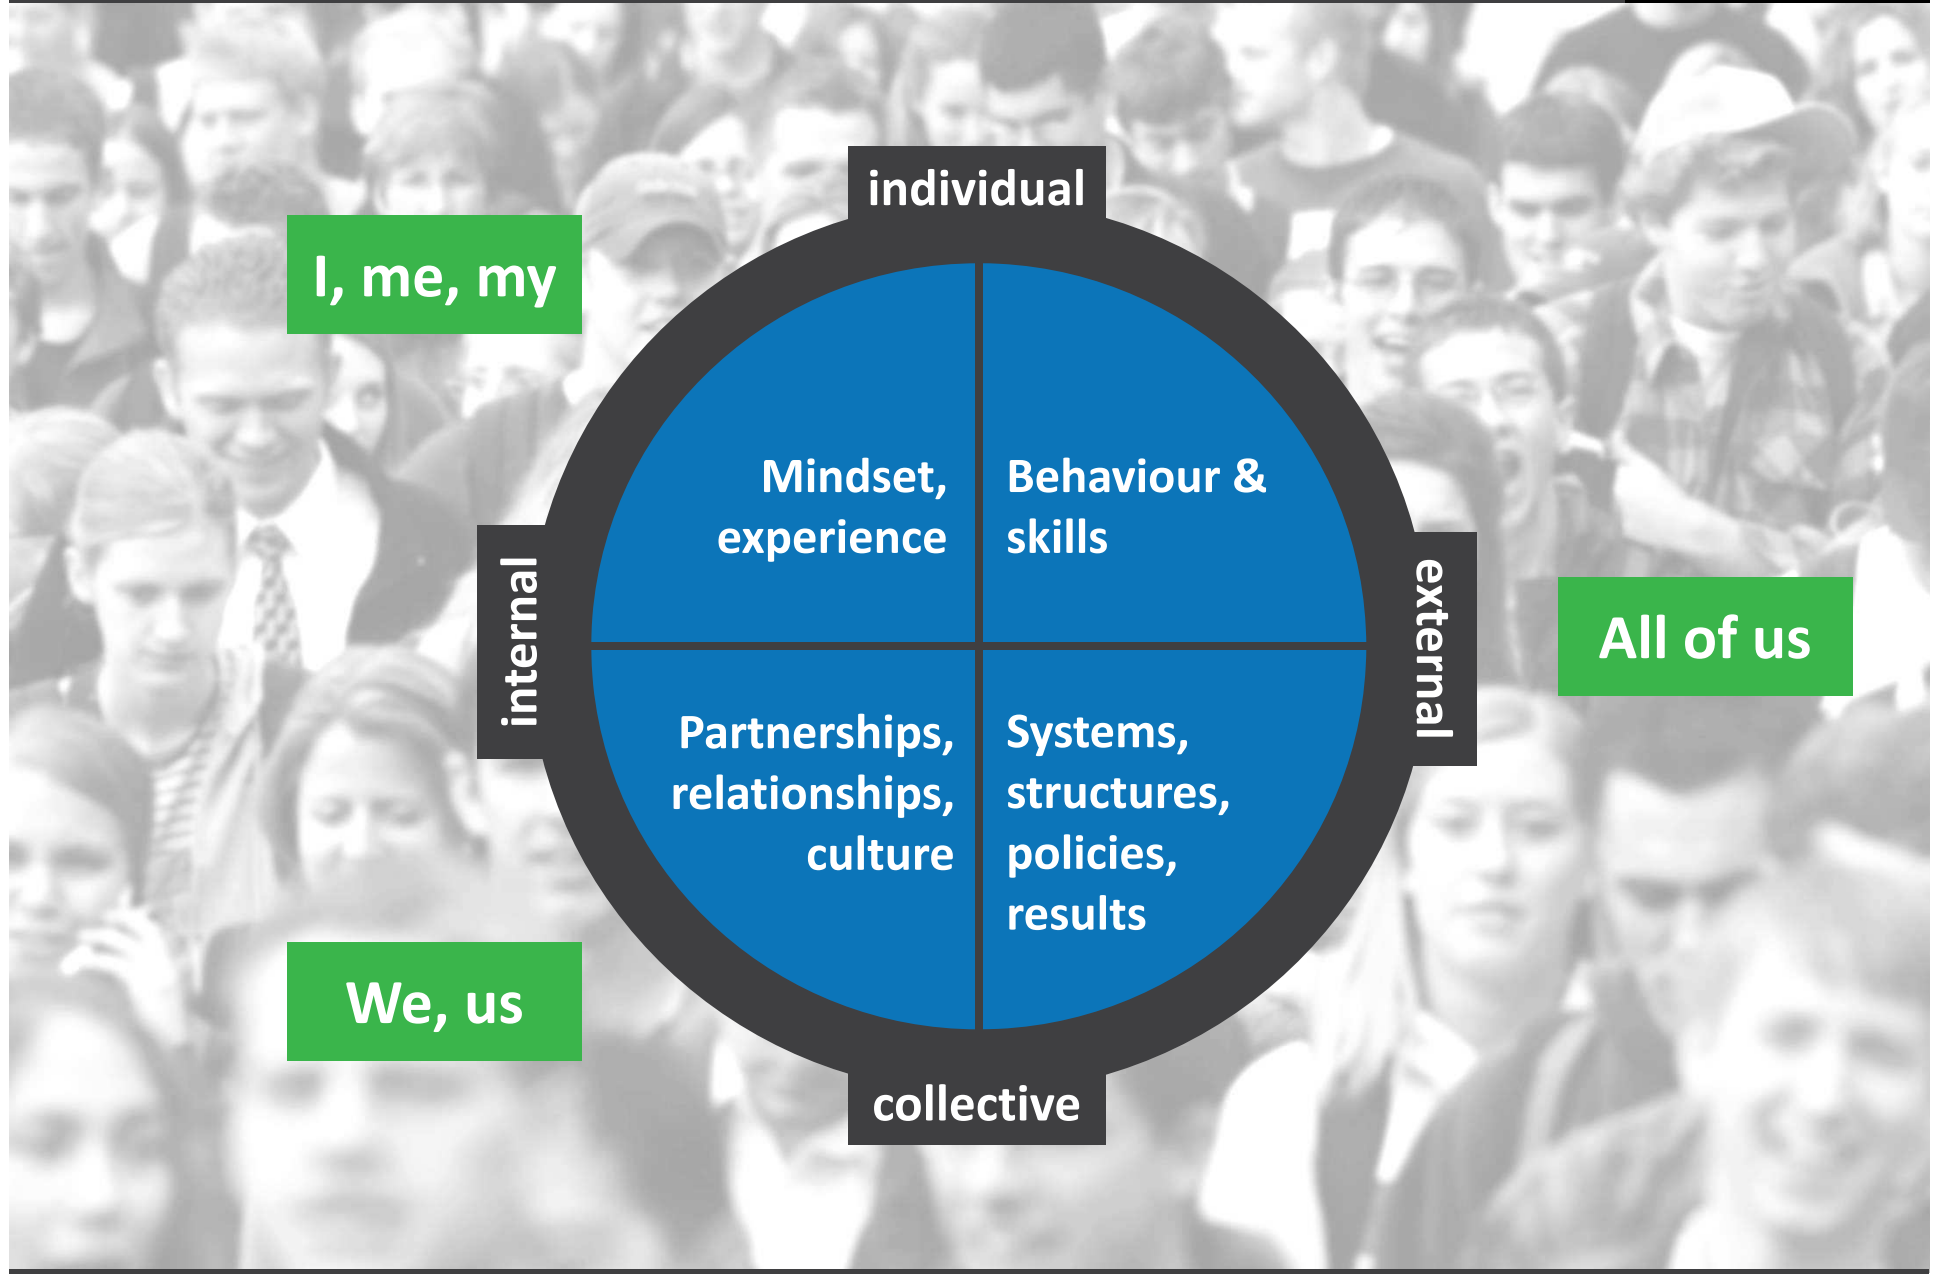 individual
I, me, my
Mindset,
experience
Behaviour &
skills
internal
external
All of us
Partnerships,
relationships,
culture
Systems,
structures,
policies,
results
We, us
collective